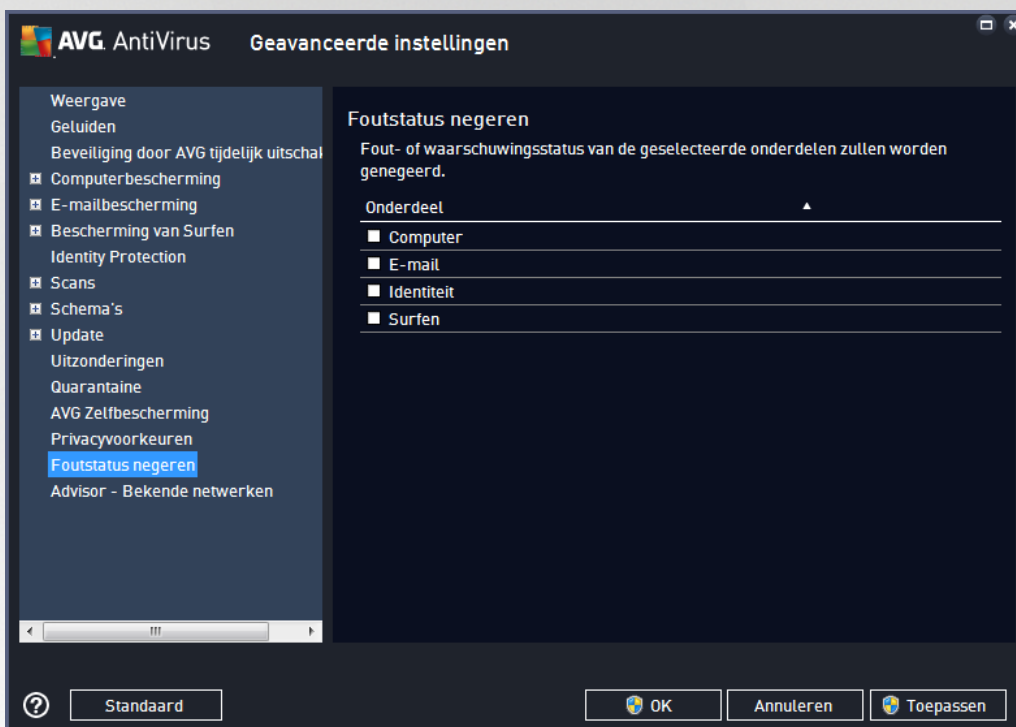 AVG. AntiVirus Geavanceerde instellingen
Weergave
Geluiden
Beveiliging door AVG tijdelijk uitschak
Computerbescherming
E-mailbescherming
Bescherming van Surfen
Identity Protection
Scans
Schema's
Update
Uitzonderingen
Quarantaine
AVG Zelfbescherming
Privacyvoorkeuren
Foutstatus negeren
Advisor - Bekende netwerken
Foutstatus negeren
Fout- of waarschuwingsstatus van de geselecteerde onderdelen zullen worden
genegeerd.
Onderdeel
Computer
E-mail
Identiteit
Surfen
Standaard
OK
Annuleren
Toepassen